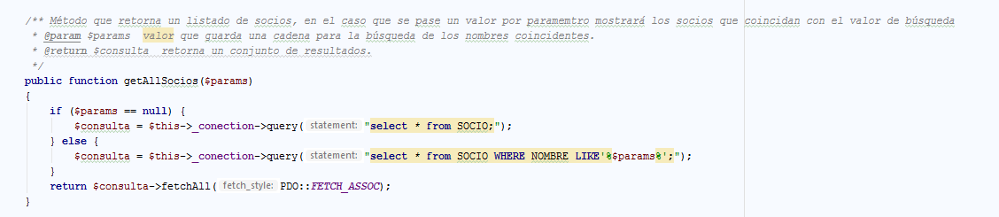 /** Método que retorna un listado de socios, en el caso que se pase un valor por paramemtro mostrará los socios que coincidan con el valor de búsqueda
 * @param $params  valor que guarda una cadena para la búsqueda de los nombres coincidentes.
 * @return $consulta  retorna un conjunto de resultados.
 */
public function getAllSocios($params)
{
    if ($params == null) {
        $consulta = $this->_conection->query( statement: "select * from SOCIO;");
    } else {
        $consulta = $this->_conection->query( statement: "select * from SOCIO WHERE NOMBRE LIKE'%$params%';");
    }
    return $consulta->fetchAll( fetch_style: PDO::FETCH_ASSOC);
}